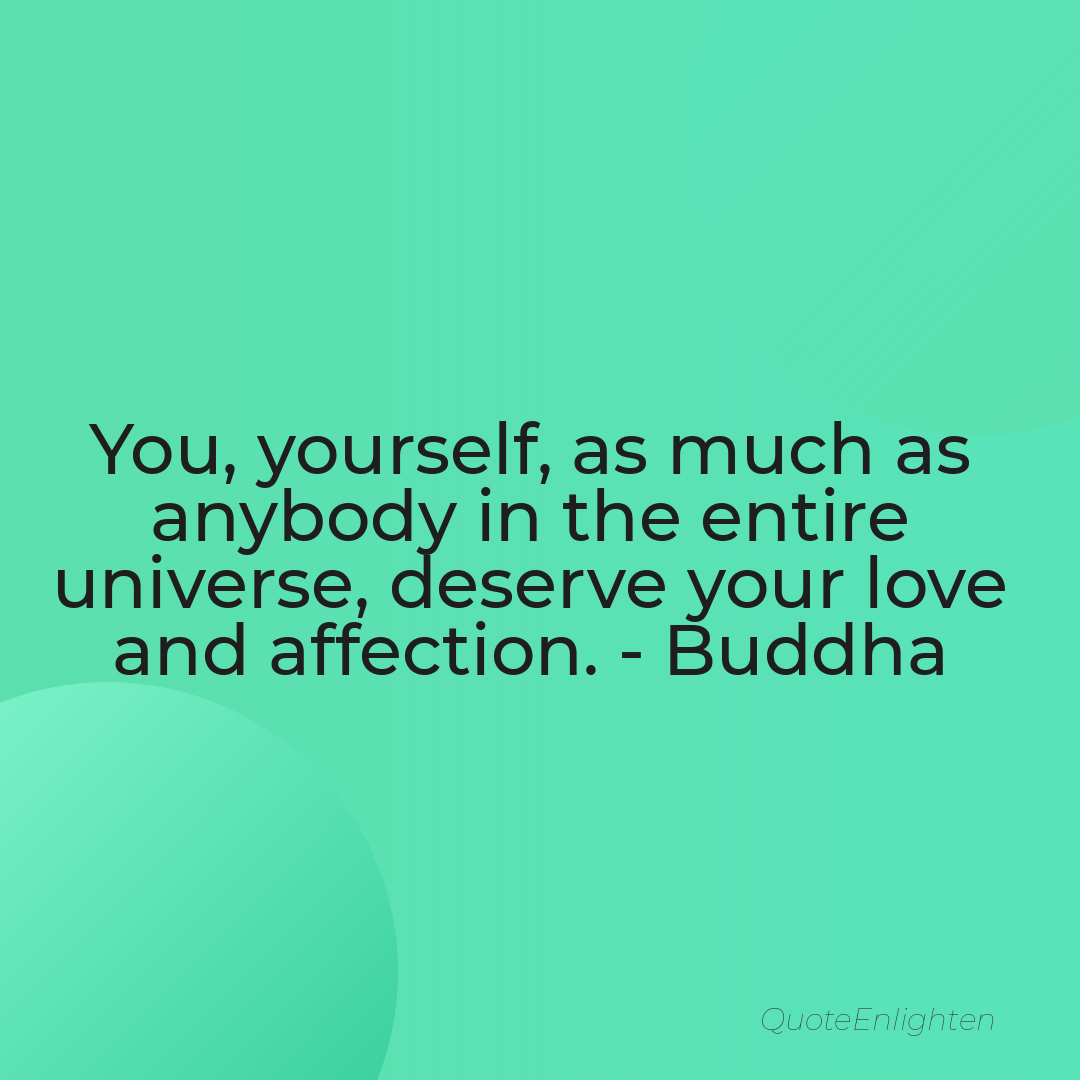 You, yourself, as much as
anybody in the entire
universe, deserve your love
and affection. - Buddha
QuoteEnlighten